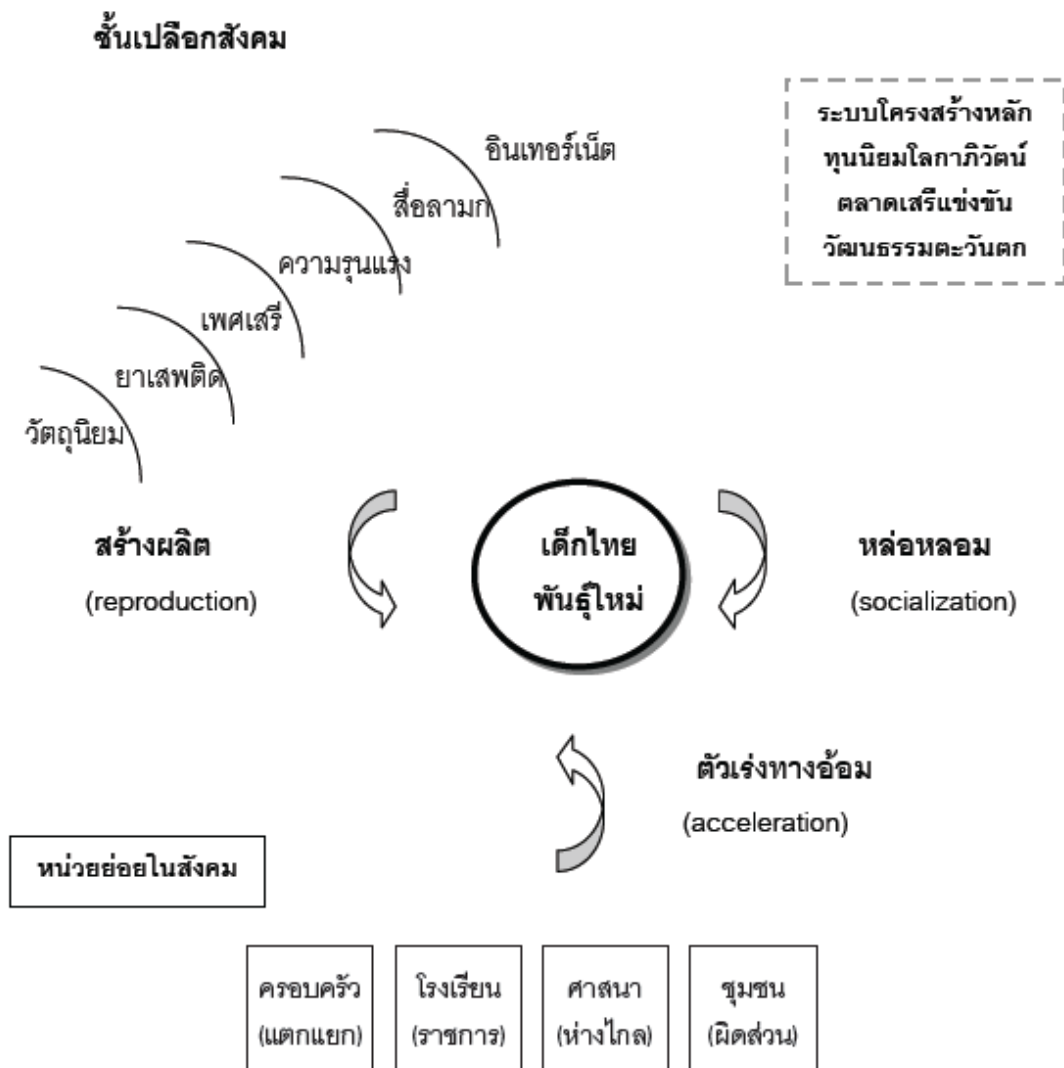 ชั้นเปลือกสังคม
ระบบโครงสร้างหลัก
ทุนนิยมโลกาภิวัตน์
ตลาดเสรีแข่งขัน
วัฒนธรรมตะวันตก
อินเทอร์เน็ต
สื่อลามก
ความรุนแรง
เพศเสรี
ยาเสพติด
วัตถุนิยม
สร้างผลิต
(reproduction)
เด็กไทย
พันธุ์ใหม่
หล่อหลอม
(socialization)
ตัวเร่งทางอ้อม
(acceleration)
หน่วยย่อยในสังคม
ครอบครัว
(แตกแยก)
โรงเรียน
(ราชการ)
ศาสนา
(ห่างไกล)
ชุมชน
(ผิดส่วน)